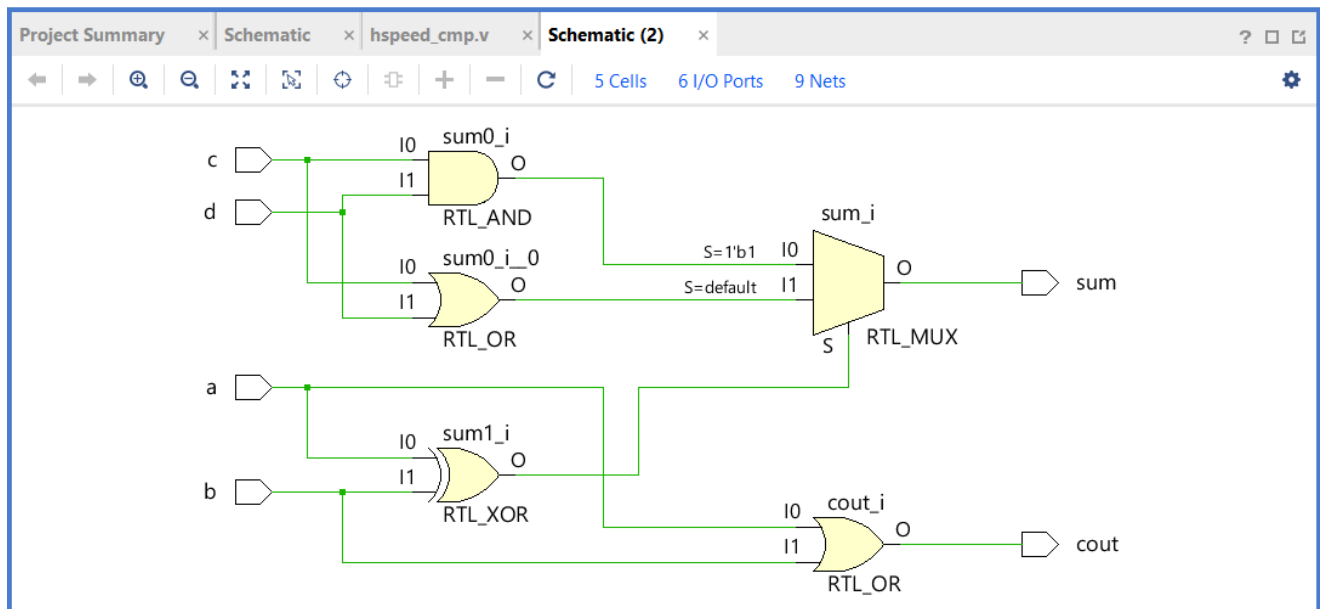 Project Summary × Schematic × hspeed_cmp.v × Schematic (2) × ?
5 Cells 6 I/O Ports 9 Nets
sum0_i
c I0 O
I1
d
RTL_AND
sum_i
sum0_i__0
S=1'b1 I0
I0 O O
S=default I1 sum
I1
RTL_OR S RTL_MUX
a
sum1_i
I0 O
I1
b
RTL_XOR cout_i
I0 O
I1 cout
RTL_OR